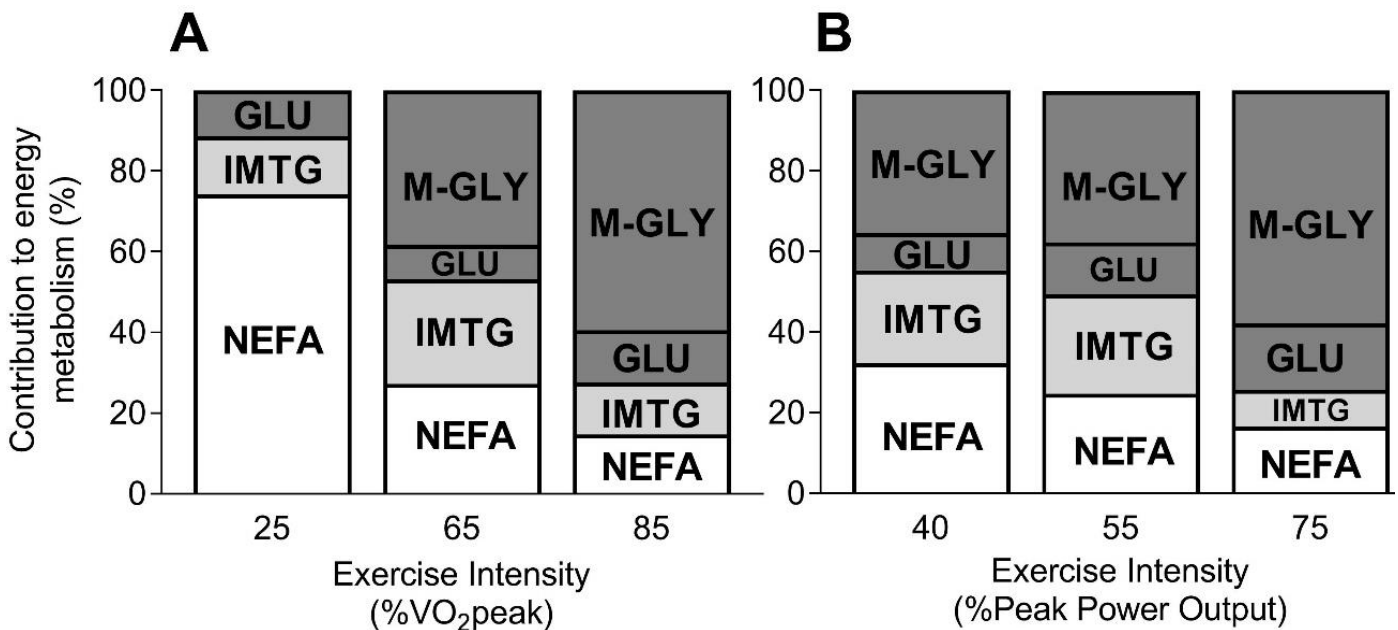 A
B
Contribution to energy
metabolism (%)
100
80
60
40
20
0
GLU
IMTG
NEFA
M-GLY
GLU
IMTG
NEFA
M-GLY
GLU
IMTG
NEFA
25 65 85
Exercise Intensity
(%VO₂peak)
100
80
60
40
20
0
M-GLY
GLU
IMTG
NEFA
M-GLY
GLU
IMTG
NEFA
M-GLY
GLU
IMTG
NEFA
40 55 75
Exercise Intensity
(%Peak Power Output)